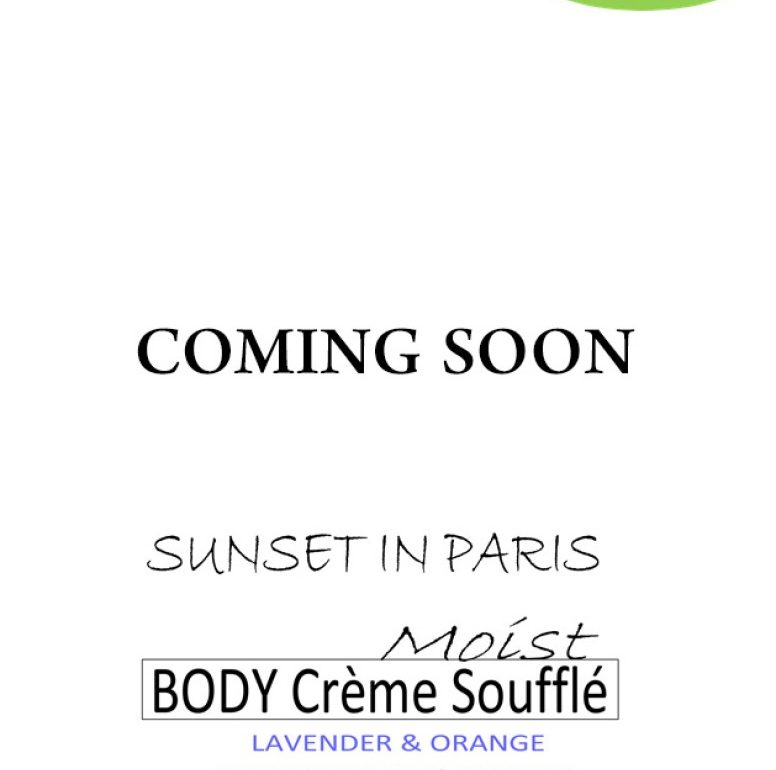 COMING SOON
SUNSET IN PARIS
Moist
BODY Crème Soufflé
LAVENDER & ORANGE